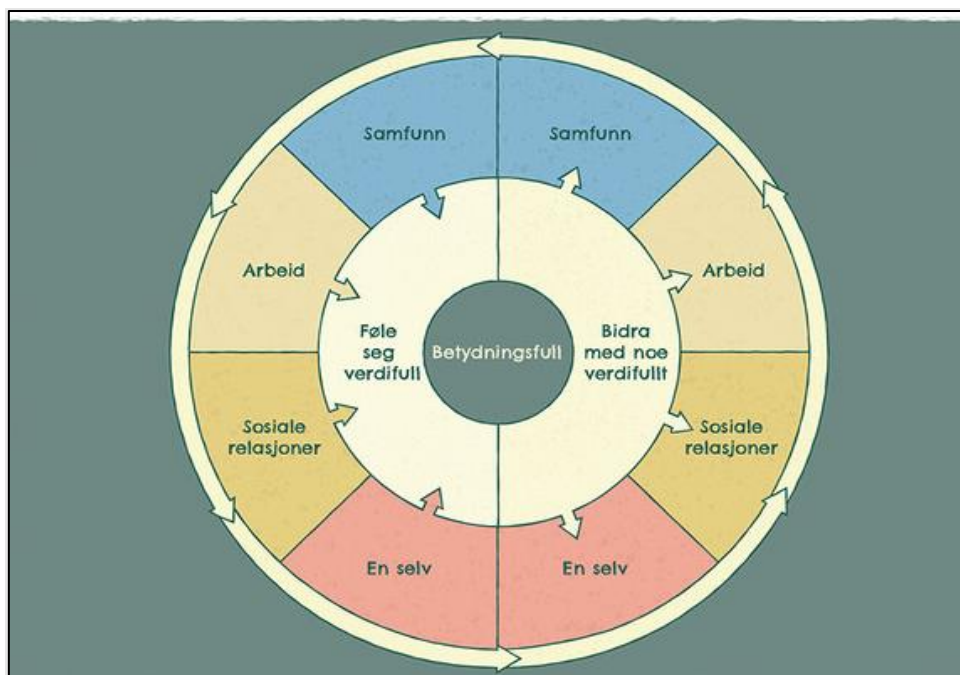 Samfunn
Samfunn
Arbeid
Arbeid
Føle
seg
verdifull
Betydningsfull
Bidra
med noe
verdifullt
Sosiale
relasjoner
Sosiale
relasjoner
En selv
En selv